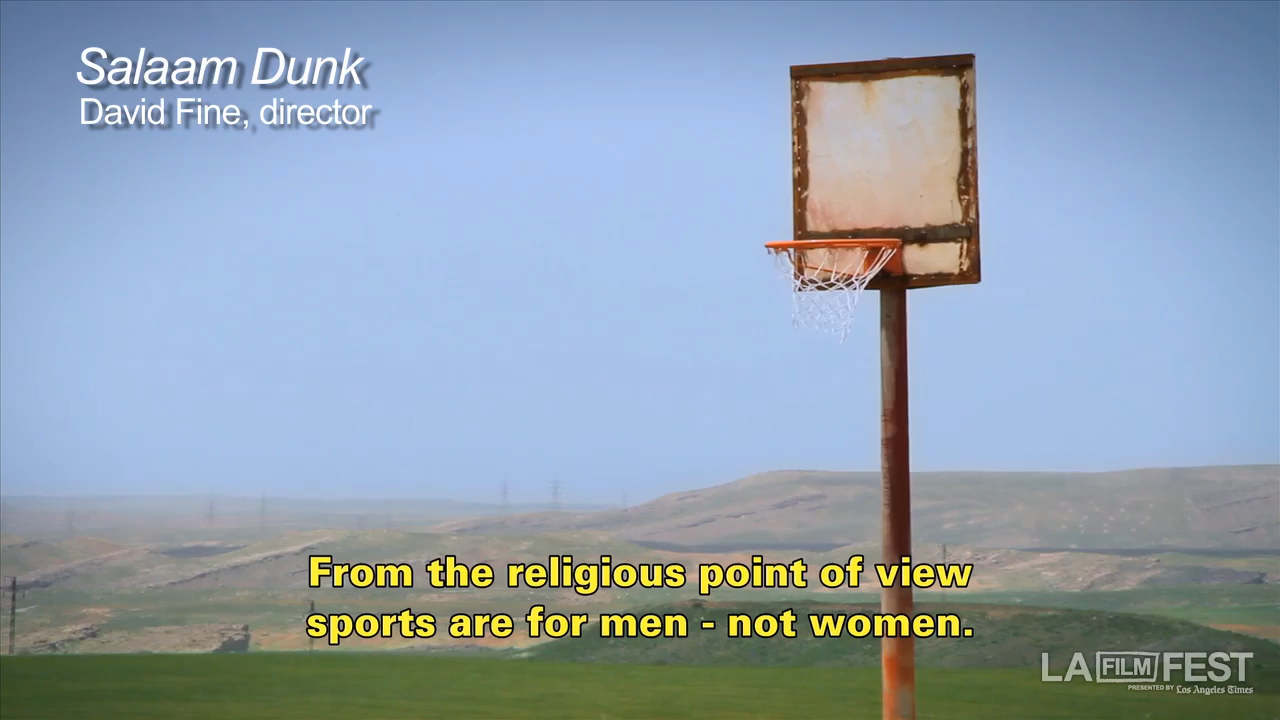 Salaam Dunk
David Fine, director
From the religious point of view
sports are for men - not women.
LA FILM FEST
PRESENTED BY Los Angeles Times